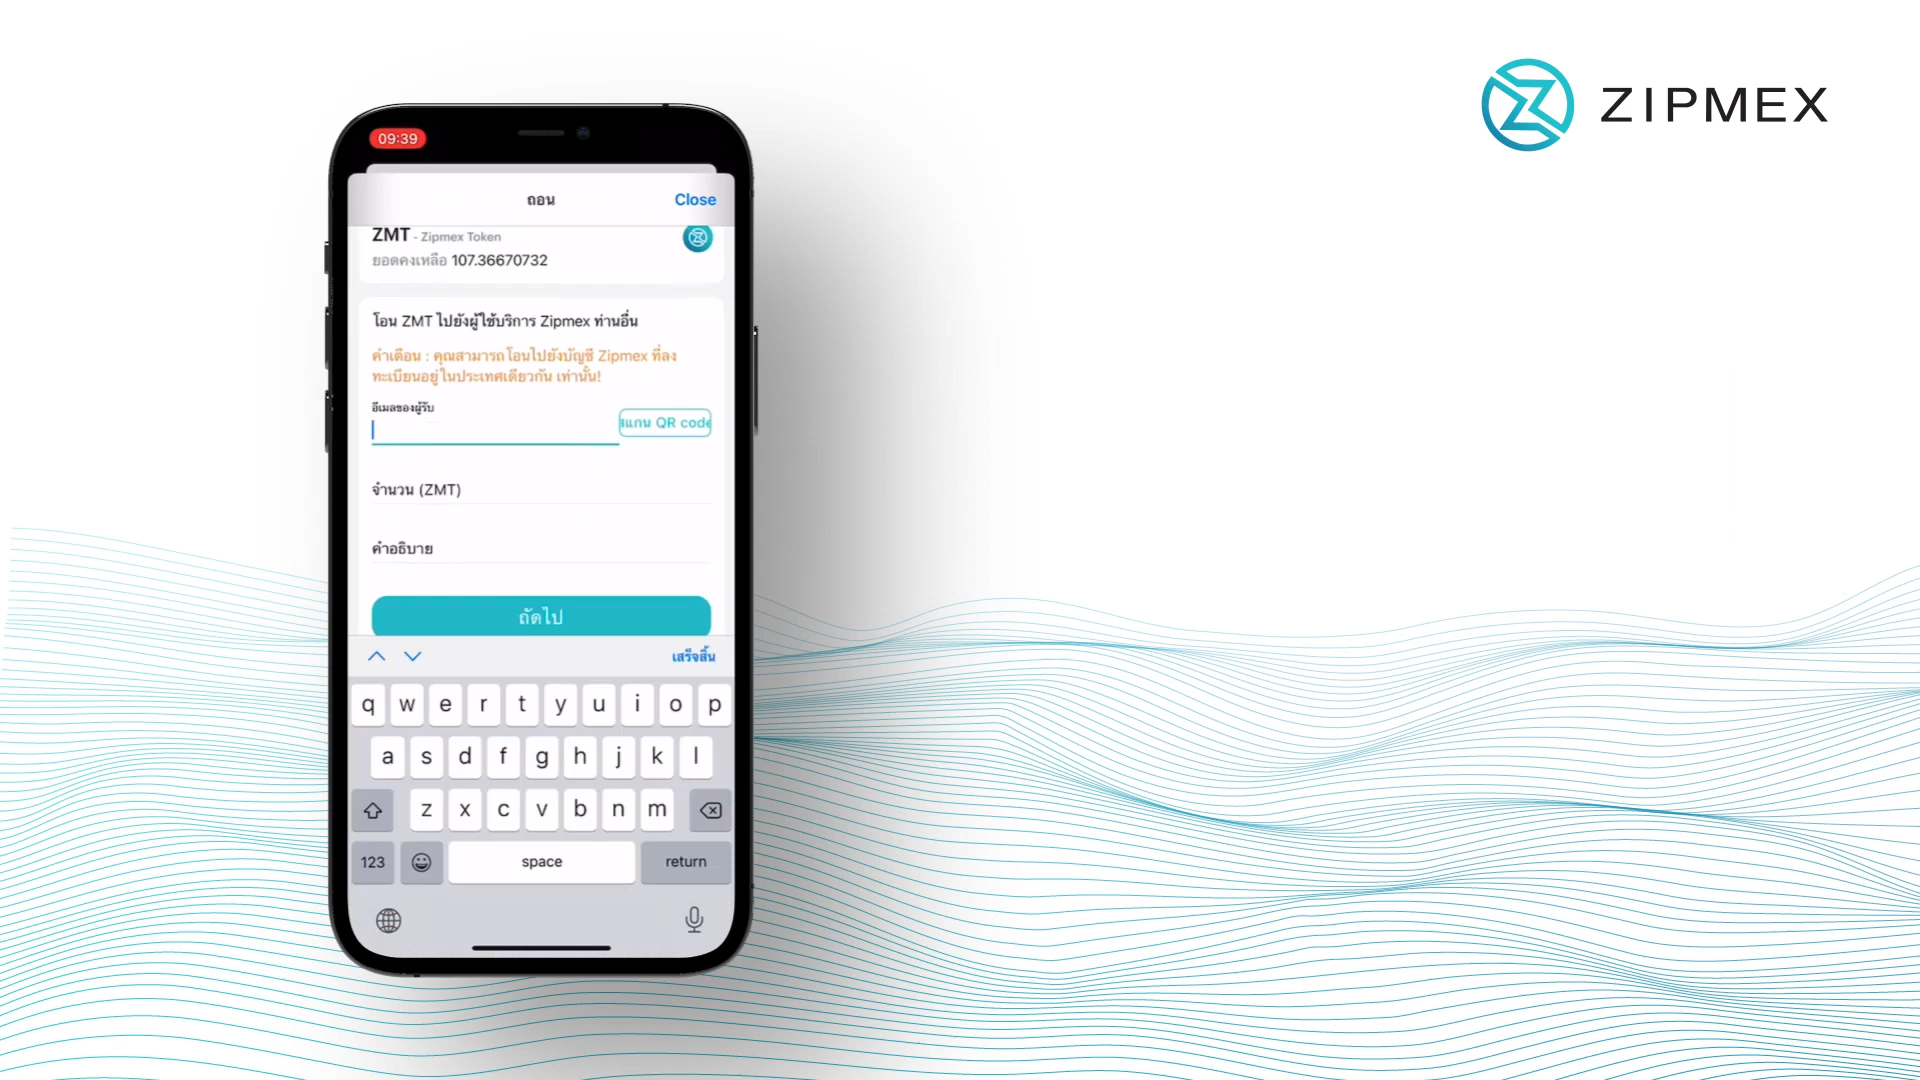 ZIPMEX
09:39
ถอน
Close
ZMT - Zipmex Token
ยอดคงเหลือ 107.36670732
โอน ZMT ไปยังผู้ใช้บริการ Zipmex ท่านอื่น
คำเตือน : คุณสามารถโอนไปยังบัญชี Zipmex ที่ลง
ทะเบียนอยู่ในประเทศเดียวกัน เท่านั้น!
อีเมลของผู้รับ
สแกน QR code
จำนวน (ZMT)
คำอธิบาย
ถัดไป
เสร็จสิ้น
q w e r t y u i o p
a s d f g h j k l
z x c v b n m
123
space
return